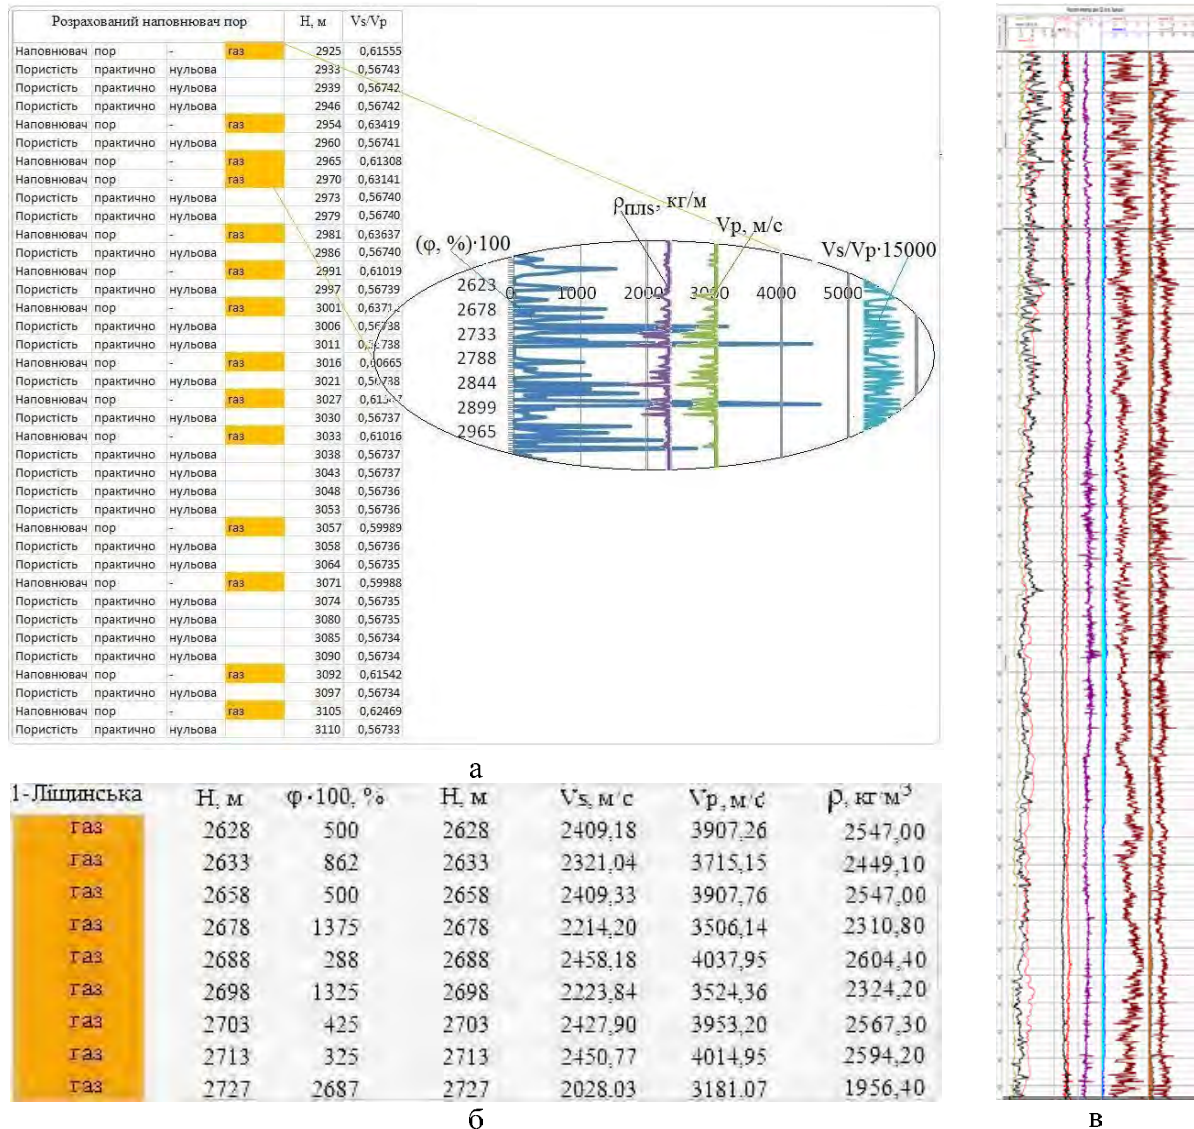 Розрахований наповнювач пор H, м Vs/Vp
Наповнювач пор - газ 2925 0,61555
Пористість практично нульова 2933 0,56743
Пористість практично нульова 2939 0,56742
Пористість практично нульова 2946 0,56742
Наповнювач пор - газ 2954 0,63419
Пористість практично нульова 2960 0,56741
Наповнювач пор - газ 2965 0,61308
Наповнювач пор - газ 2970 0,63141
Пористість практично нульова 2973 0,56740
Пористість практично нульова 2979 0,56740
Наповнювач пор - газ 2981 0,63637
Пористість практично нульова 2986 0,56740
Наповнювач пор - газ 2991 0,61019
Пористість практично нульова 2997 0,56739
Наповнювач пор - газ 3001
Пористість практично нульова 3006
Пористість практично нульова 3011
Наповнювач пор - газ 3016
Пористість практично нульова 3021
Наповнювач пор - газ 3027
Пористість практично нульова 3030 0,56737
Наповнювач пор - газ 3033 0,61016
Пористість практично нульова 3038 0,56737
Пористість практично нульова 3043 0,56737
Пористість практично нульова 3048 0,56736
Пористість практично нульова 3053 0,56736
Наповнювач пор - газ 3057 0,59989
Пористість практично нульова 3058 0,56736
Пористість практично нульова 3064 0,56735
Наповнювач пор - газ 3071 0,59988
Пористість практично нульова 3074 0,56735
Пористість практично нульова 3080 0,56735
Пористість практично нульова 3085 0,56734
Пористість практично нульова 3090 0,56734
Наповнювач пор - газ 3092 0,61542
Пористість практично нульова 3097 0,56734
Наповнювач пор - газ 3105 0,62469
Пористість практично нульова 3110 0,56733
ρплs, кг/м
Vp, м/с
(φ, %)·100
Vs/Vp·15000
0 1000 2000 3000 4000 5000
2623
2678
2733
2788
2844
2899
2965
а
1-Ліщинська H, м φ·100, % H, м Vs, м/с Vp, м/с ρ, кг/м³
газ 2628 500 2628 2409,18 3907,26 2547,00
газ 2633 862 2633 2321,04 3715,15 2449,10
газ 2658 500 2658 2409,33 3907,76 2547,00
газ 2678 1375 2678 2214,20 3506,14 2310,80
газ 2688 288 2688 2458,18 4037,95 2604,40
газ 2698 1325 2698 2223,84 3524,36 2324,20
газ 2703 425 2703 2427,90 3953,20 2567,30
газ 2713 325 2713 2450,77 4014,95 2594,20
газ 2727 2687 2727 2028.03 3181.07 1956,40
б
в